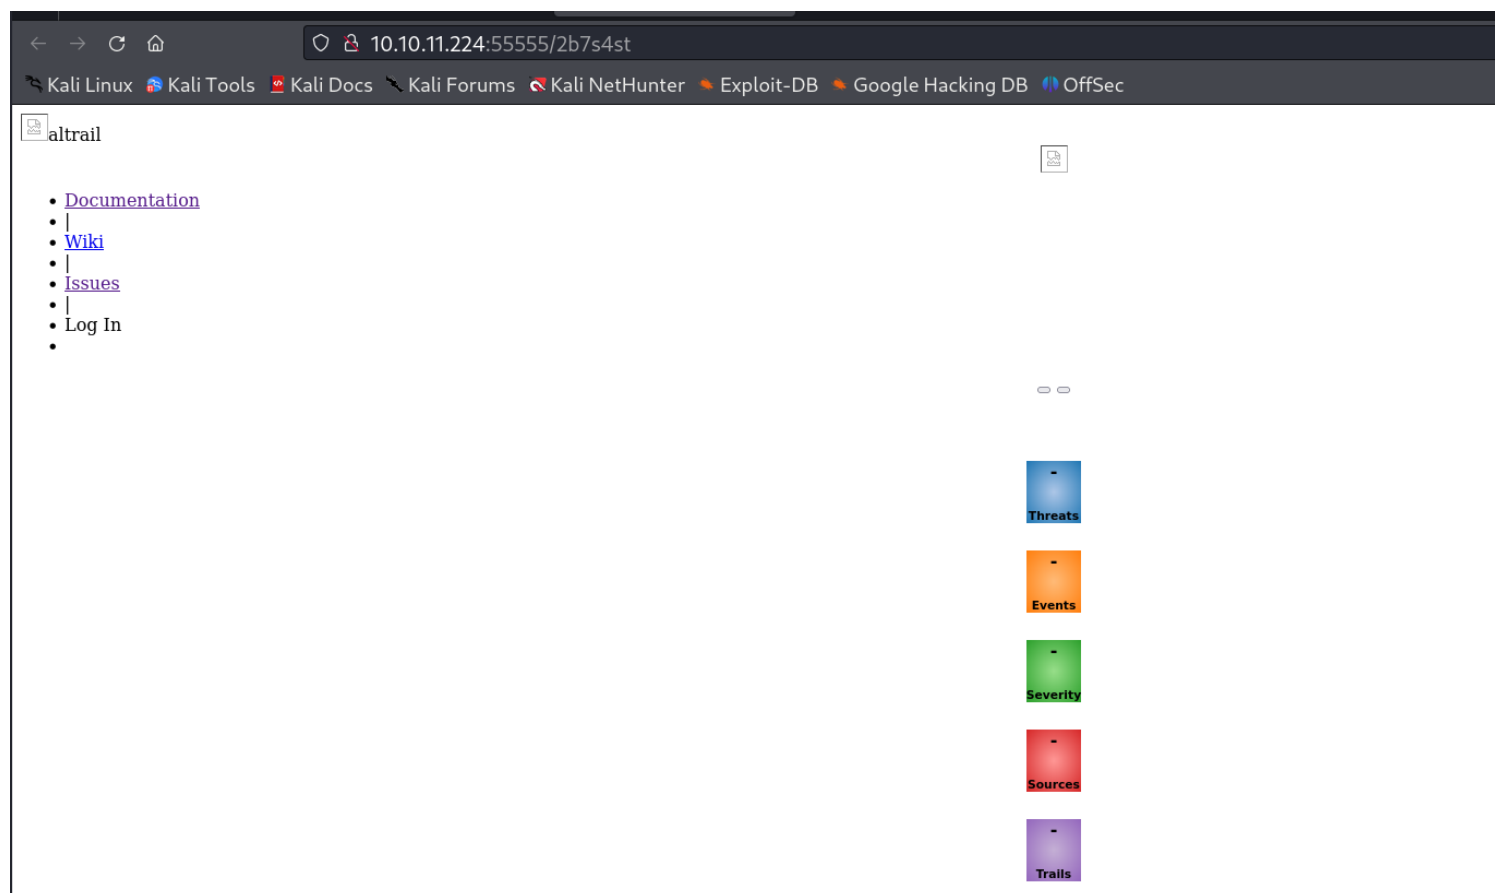 10.10.11.224:55555/2b7s4st
Kali Linux Kali Tools Kali Docs Kali Forums Kali NetHunter Exploit-DB Google Hacking DB OffSec
altrail
Documentation
|
Wiki
|
Issues
|
Log In
-
Threats
-
Events
-
Severity
-
Sources
-
Trails